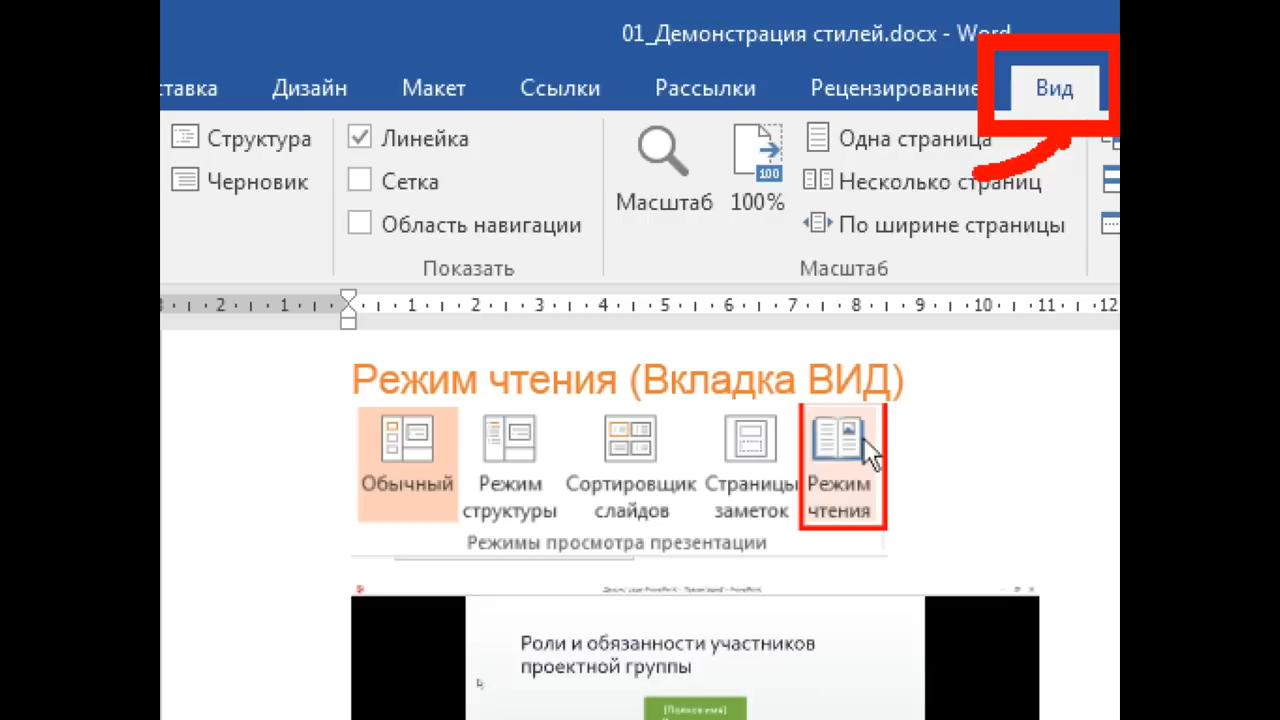 01_Демонстрация стилей.docx - Word
ставка Дизайн Макет Ссылки Рассылки Рецензирование Вид
Структура Линейка Одна страница
Черновик Сетка Масштаб 100% Несколько страниц
Область навигации По ширине страницы
Показать Масштаб
3 2 1 1 2 3 4 5 6 7 8 9 10 11 12
Режим чтения (Вкладка ВИД)
Обычный Режим Сортировщик Страницы Режим
структуры слайдов заметок чтения
Режимы просмотра презентации
Роли и обязанности участников
проектной группы
[Полное имя]